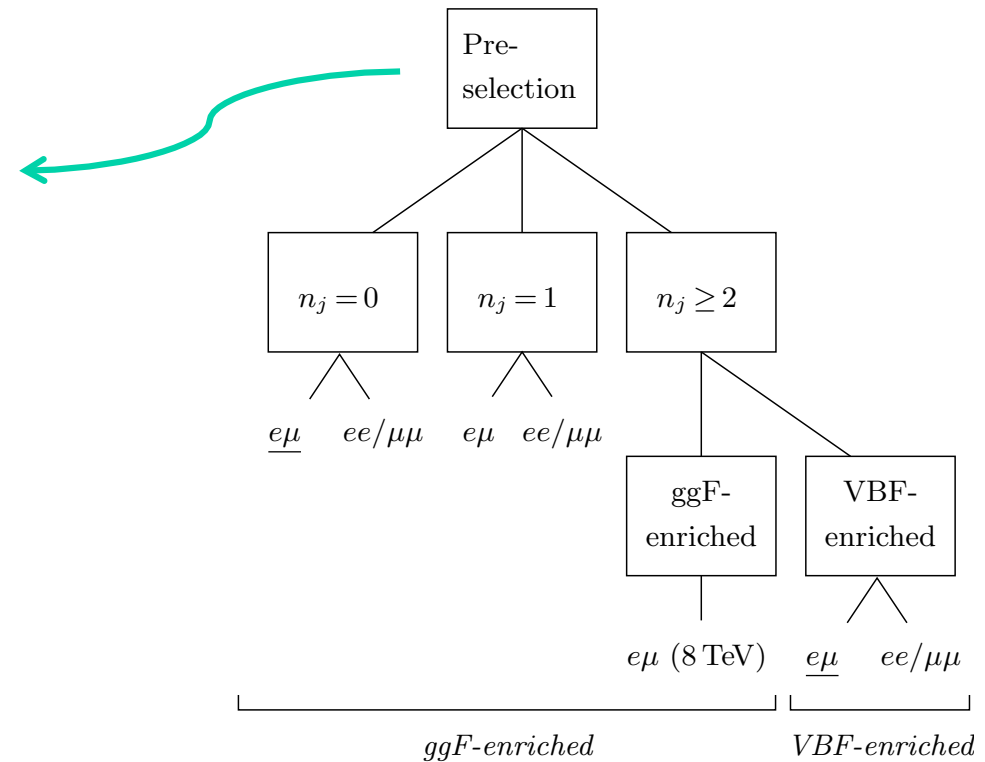 Pre-
selection
n_j = 0 n_j = 1 n_j ≥ 2
eμ ee/μμ eμ ee/μμ
ggF- VBF-
enriched enriched
eμ (8 TeV) eμ ee/μμ
ggF-enriched VBF-enriched